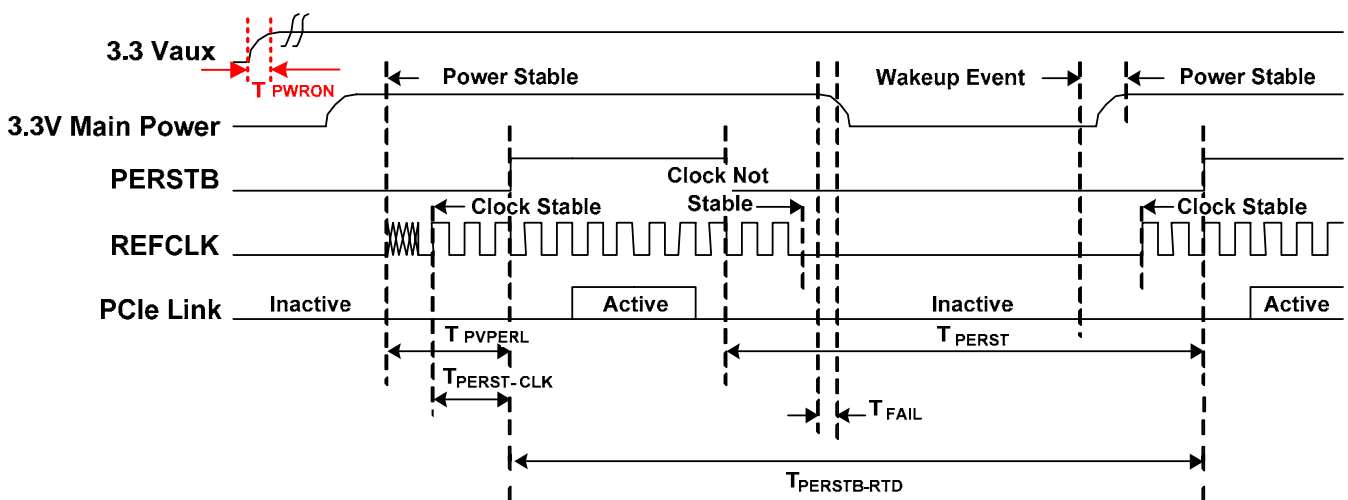 3.3 Vaux
T PWRON
Power Stable
Wakeup Event
Power Stable
3.3V Main Power
PERSTB
Clock Not
Stable
Clock Stable
Clock Stable
REFCLK
PCIe Link
Inactive
Active
Inactive
Active
T PVPERL
T PERST
TPERST-CLK
T FAIL
TPERSTB-RTD